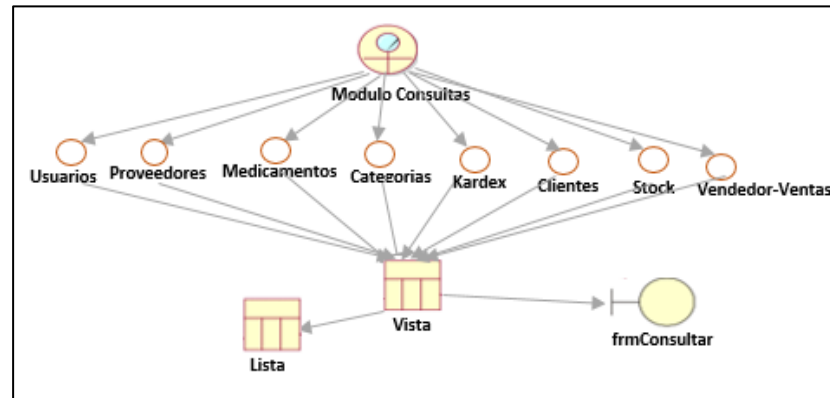 Modulo Consultas
Usuarios
Proveedores
Medicamentos
Categorias
Kardex
Clientes
Stock
Vendedor-Ventas
Vista
Lista
frmConsultar